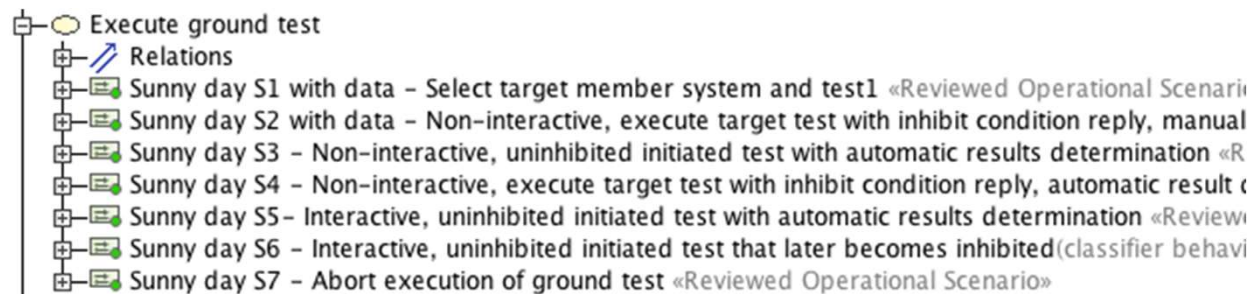 Execute ground test
Relations
Sunny day S1 with data – Select target member system and test1 «Reviewed Operational Scenari
Sunny day S2 with data – Non-interactive, execute target test with inhibit condition reply, manual
Sunny day S3 – Non-interactive, uninhibited initiated test with automatic results determination «R
Sunny day S4 – Non-interactive, execute target test with inhibit condition reply, automatic result
Sunny day S5– Interactive, uninhibited initiated test with automatic results determination «Review
Sunny day S6 – Interactive, uninhibited initiated test that later becomes inhibited(classifier behavi
Sunny day S7 – Abort execution of ground test «Reviewed Operational Scenario»